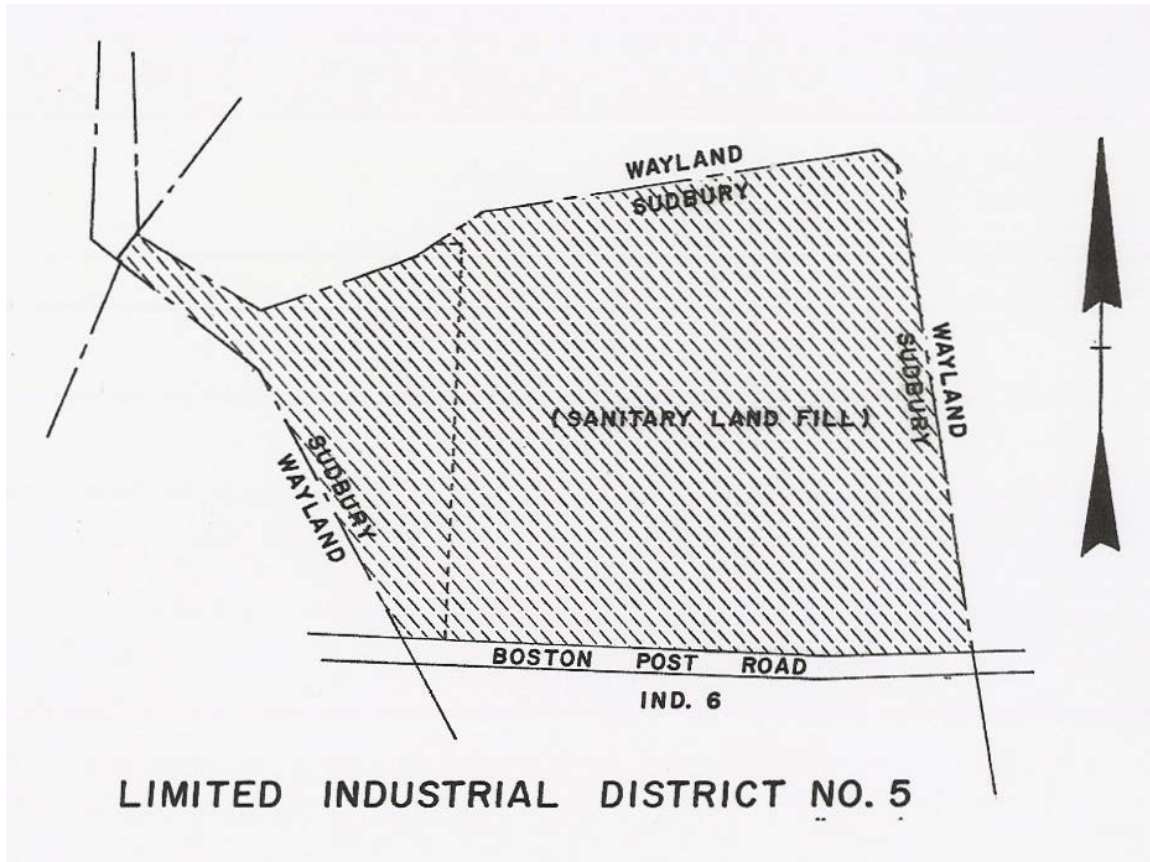 WAYLAND
SUDBURY
WAYLAND
SUDBURY
(SANITARY LAND FILL)
SUDBURY
WAYLAND
BOSTON POST ROAD
IND. 6
LIMITED INDUSTRIAL DISTRICT NO. 5